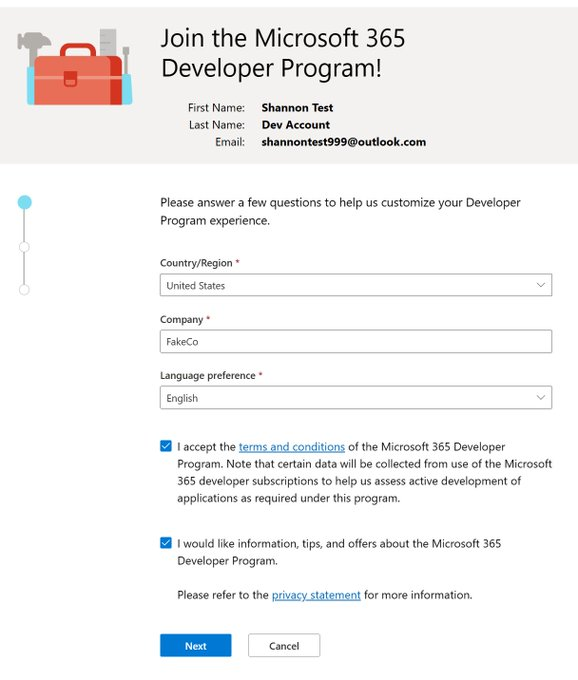 Join the Microsoft 365
Developer Program!
First Name: Shannon Test
Last Name: Dev Account
Email: shannontest999@outlook.com
Please answer a few questions to help us customize your Developer
Program experience.
Country/Region *
United States
Company *
FakeCo
Language preference *
English
I accept the terms and conditions of the Microsoft 365 Developer
Program. Note that certain data will be collected from use of the Microsoft
365 developer subscriptions to help us assess active development of
applications as required under this program.
I would like information, tips, and offers about the Microsoft 365
Developer Program.
Please refer to the privacy statement for more information.
Next Cancel